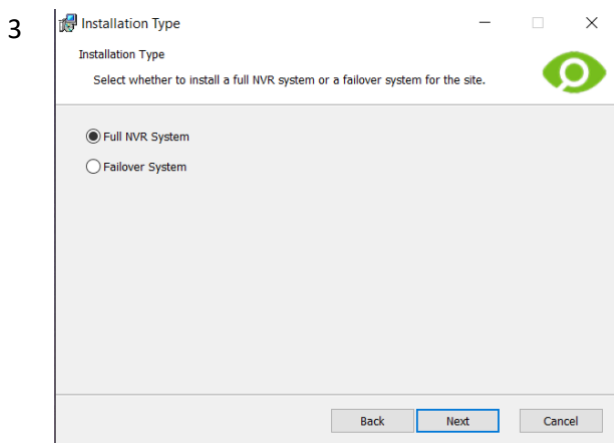 3
Installation Type
Installation Type
Select whether to install a full NVR system or a failover system for the site.
Full NVR System
Failover System
Back Next Cancel